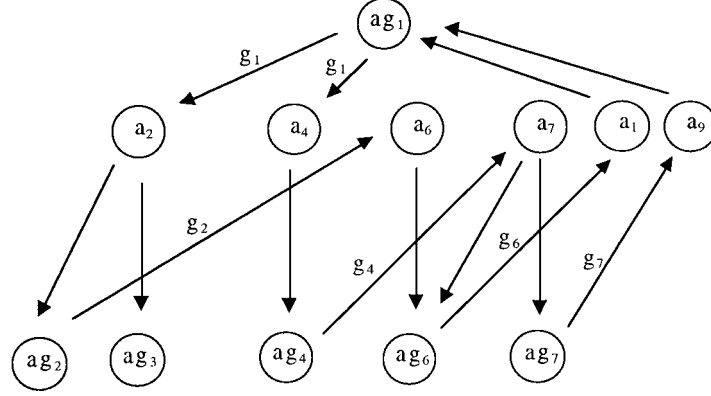 ag₁
g₁
g₁
a₂ a₄ a₆ a₇ a₁ a₉
g₂
g₄ g₆ g₇
ag₂ ag₃ ag₄ ag₆ ag₇